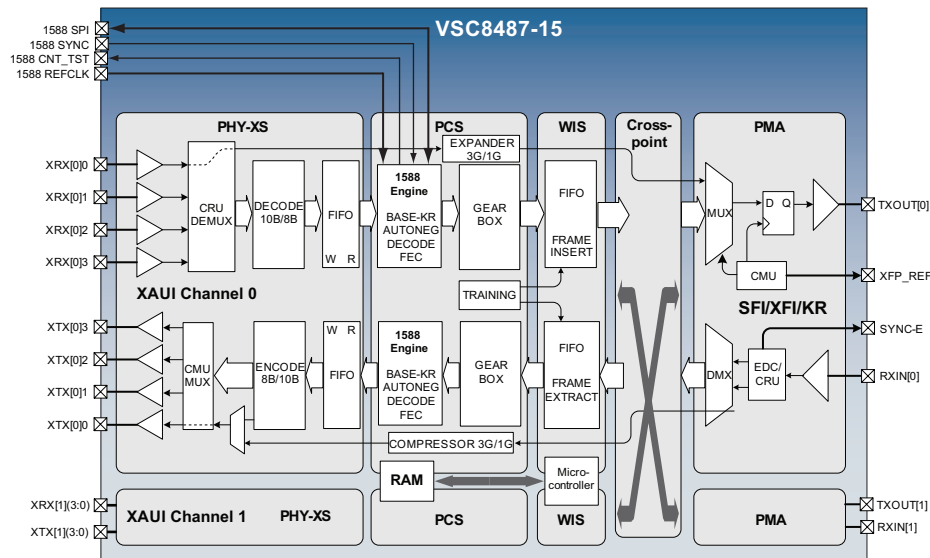 VSC8487-15
1588 SPI
1588 SYNC
1588 CNT_TST
1588 REFCLK
PHY-XS
PCS
WIS
Cross-
point
PMA
EXPANDER
3G/1G
XRX[0]0
XRX[0]1
XRX[0]2
XRX[0]3
CRU
DEMUX
DECODE
10B/8B
FIFO
W R
1588
Engine
BASE-KR
AUTONEG
DECODE
FEC
GEAR
BOX
FIFO
FRAME
INSERT
MUX
D Q
CMU
TXOUT[0]
XFP_REF
XAUI Channel 0
TRAINING
SFI/XFI/KR
SYNC-E
XTX[0]3
XTX[0]2
XTX[0]1
XTX[0]0
CMU
MUX
ENCODE
8B/10B
W R
FIFO
1588
Engine
BASE-KR
AUTONEG
DECODE
FEC
GEAR
BOX
FIFO
FRAME
EXTRACT
DMX
EDC/
CRU
RXIN[0]
COMPRESSOR 3G/1G
RAM
Micro-
controller
XRX[1](3:0)
XTX[1](3:0)
XAUI Channel 1
PHY-XS
PCS
WIS
PMA
TXOUT[1]
RXIN[1]